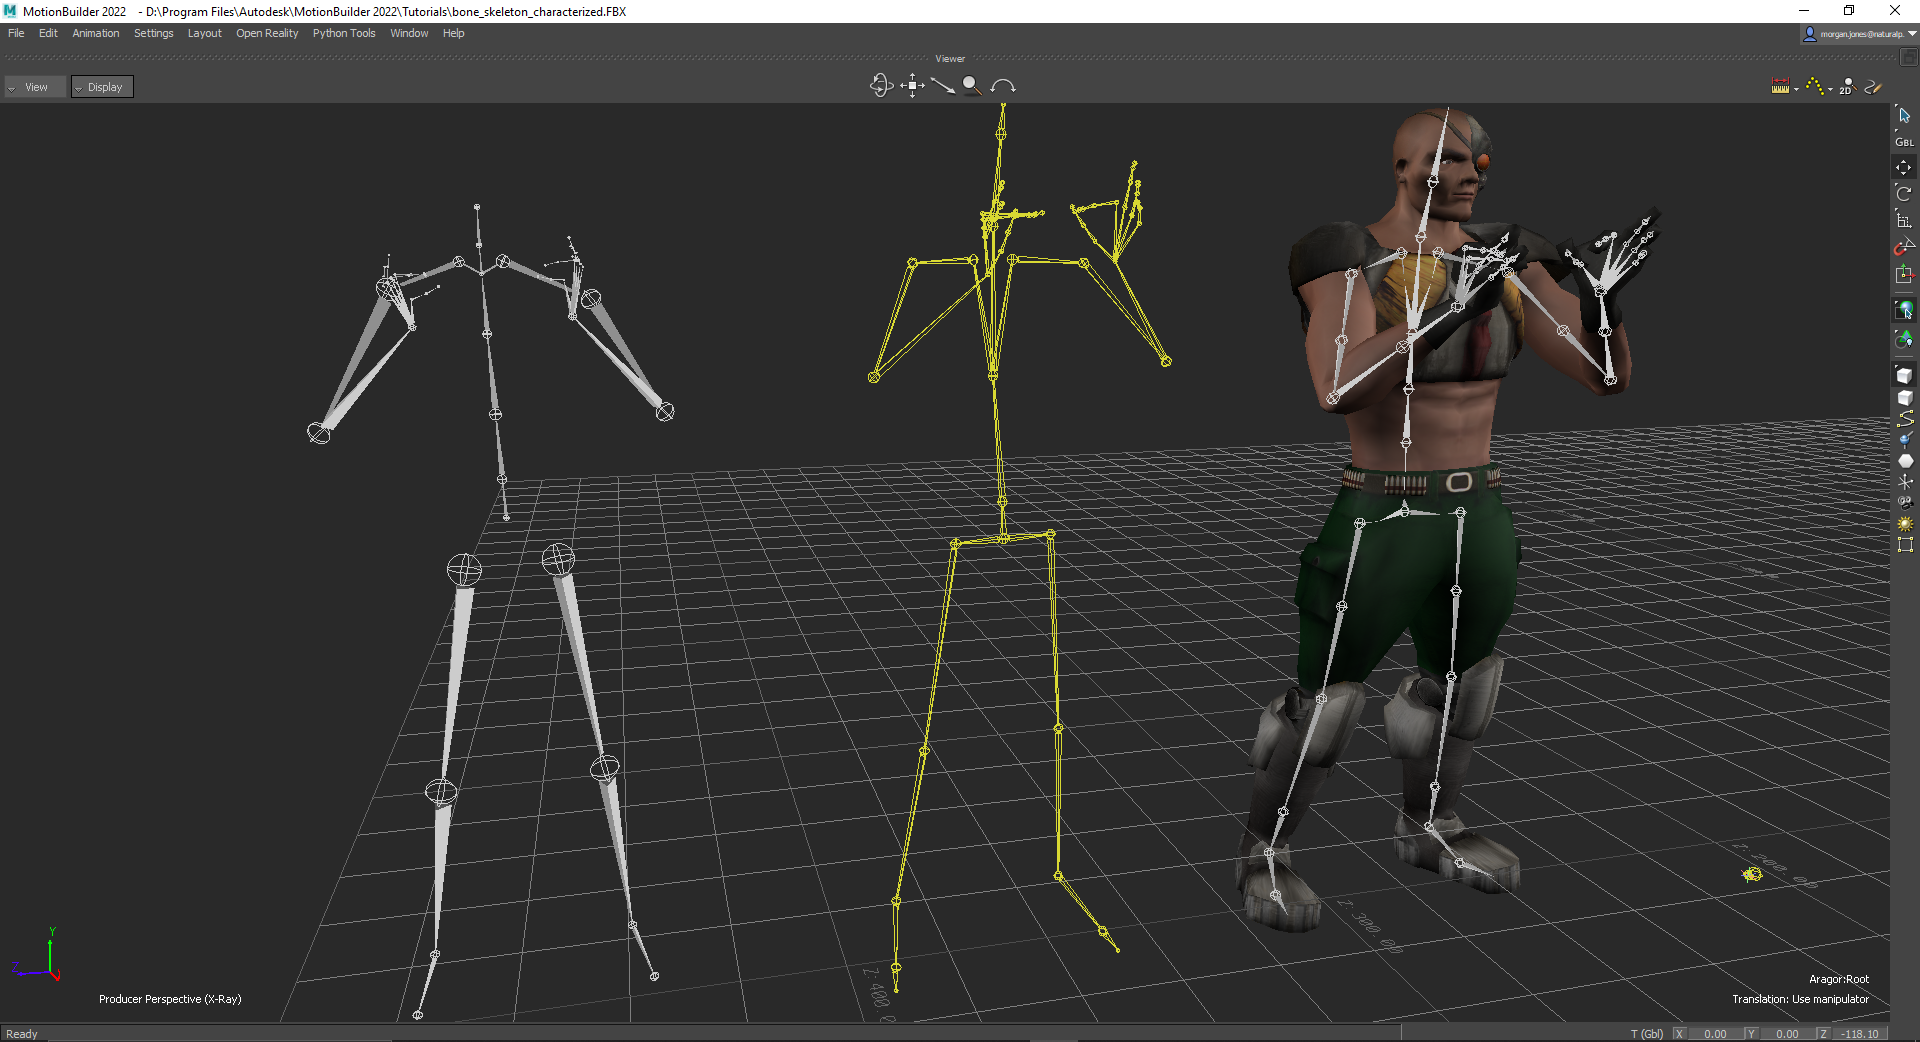 MotionBuilder 2022 - D:\Program Files\Autodesk\MotionBuilder 2022\Tutorials\bone_skeleton_characterized.FBX
File Edit Animation Settings Layout Open Reality Python Tools Window Help
morgan.jones@naturalp.
Viewer
View Display
2D
GBL
Z:200.00
Z:300.00
Y
Z
Aragor:Root
Producer Perspective (X-Ray)
Translation: Use manipulator
Ready
T (Gbl) X 0.00 Y 0.00 Z -118.10